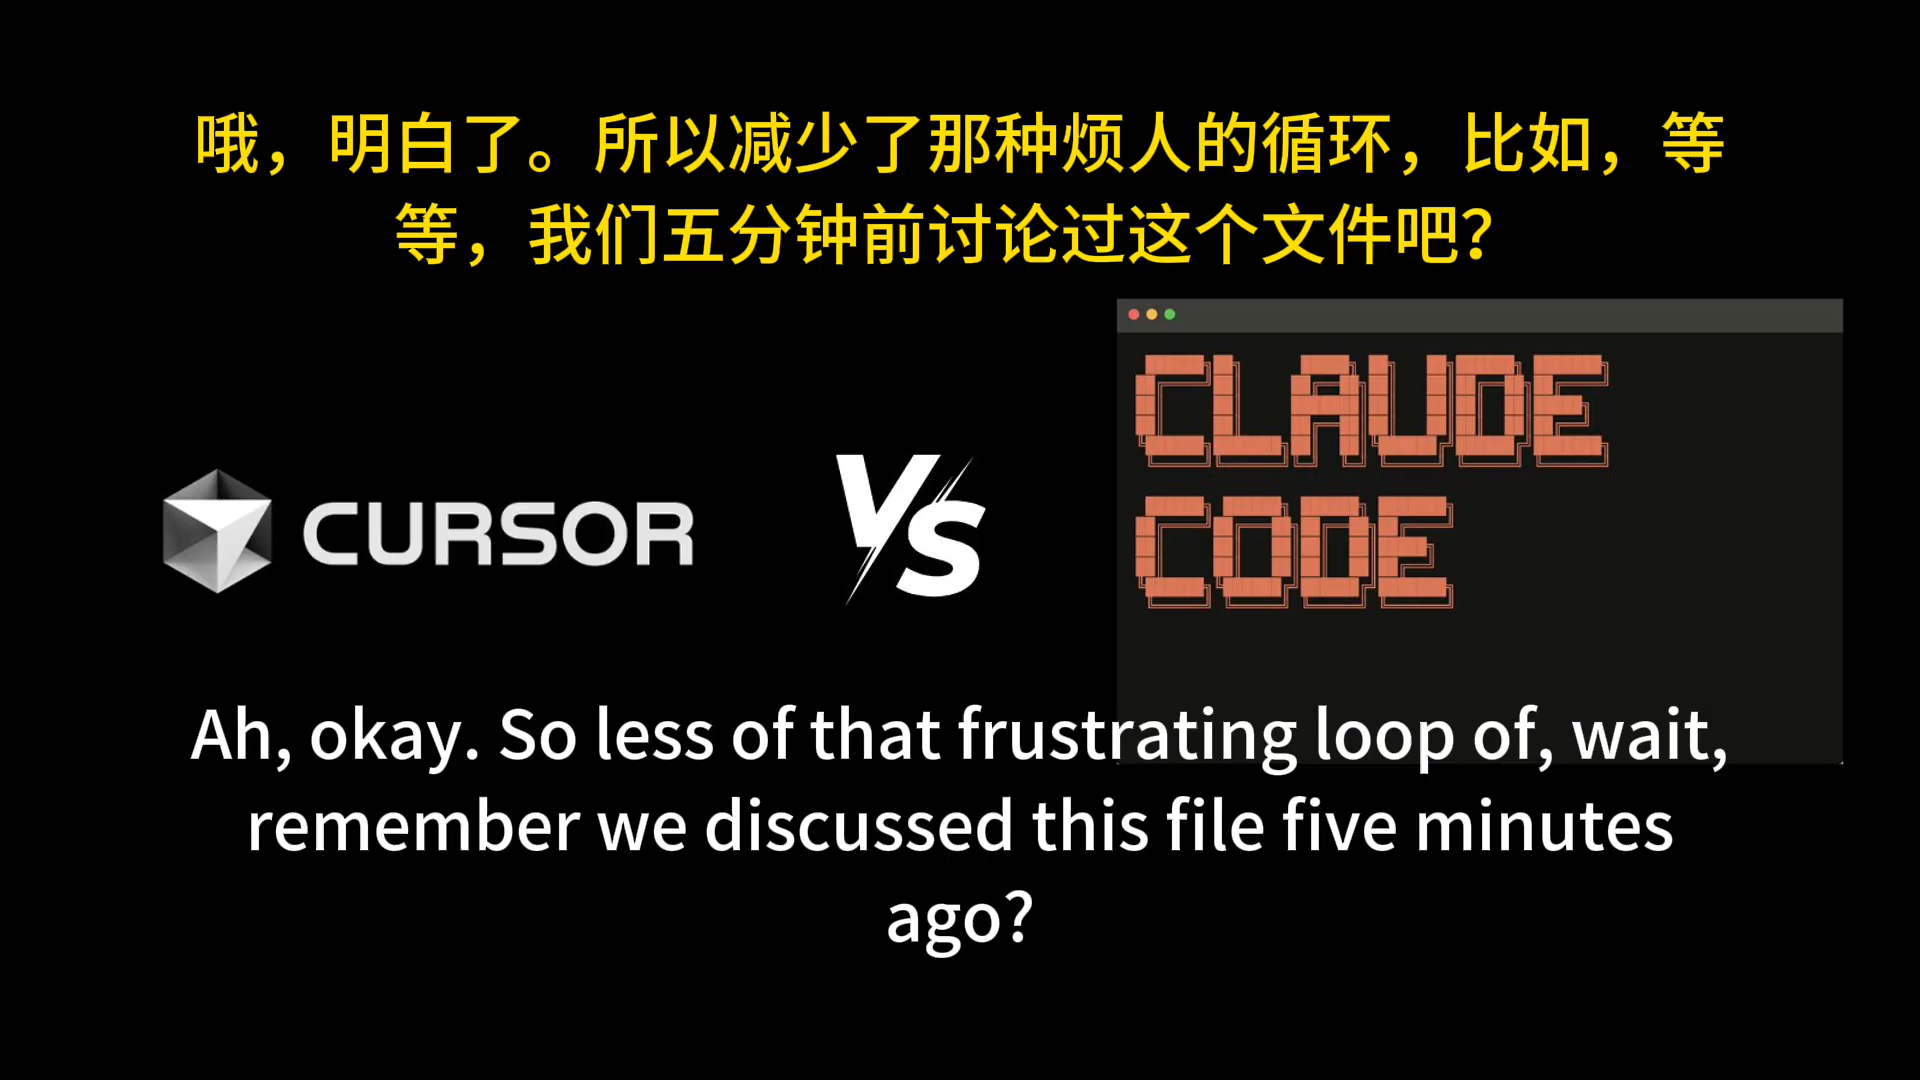 哦，明白了。所以减少了那种烦人的循环，比如，等
等，我们五分钟前讨论过这个文件吧？
CURSOR
VS
CLAUDE
CODE
Ah, okay. So less of that frustrating loop of, wait,
remember we discussed this file five minutes
ago?